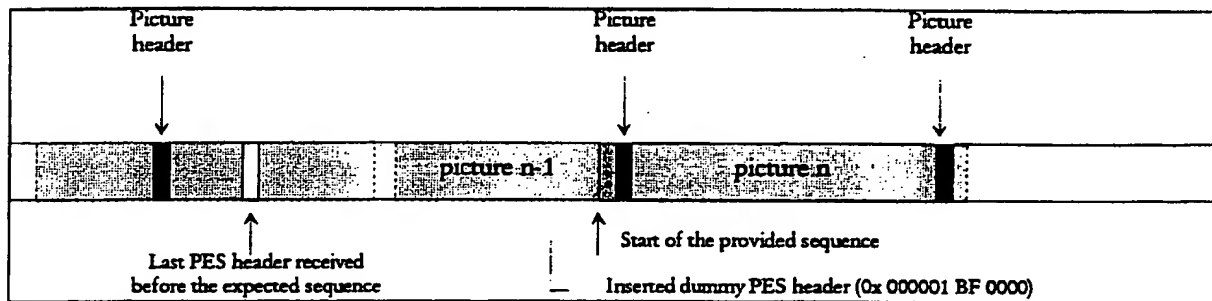 Picture
header
Picture
header
Picture
header
picture n-1
picture n
Start of the provided sequence
Last PES header received
before the expected sequence
Inserted dummy PES header (0x 000001 BF 0000)